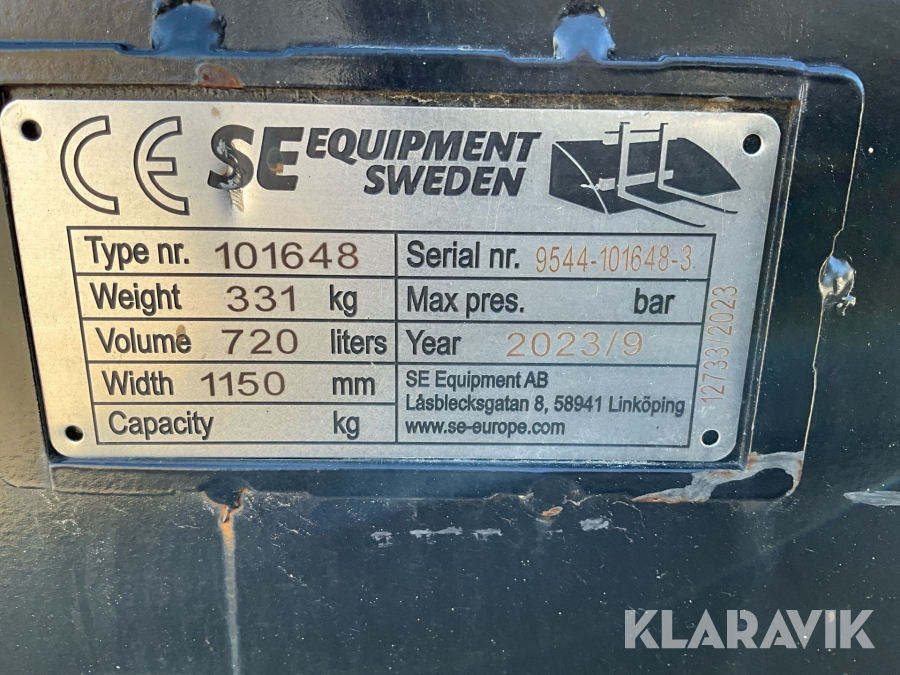 CE SE EQUIPMENT
SWEDEN
Type nr. 101648
Weight 331 kg
Volume 720 liters
Width 1150 mm
Capacity kg
Serial nr. 9544-101648-3
Max pres. bar
Year 2023/9
SE Equipment AB
Låsblecksgatan 8, 58941 Linköping
www.se-europe.com
12733/2023
KLARAVIK